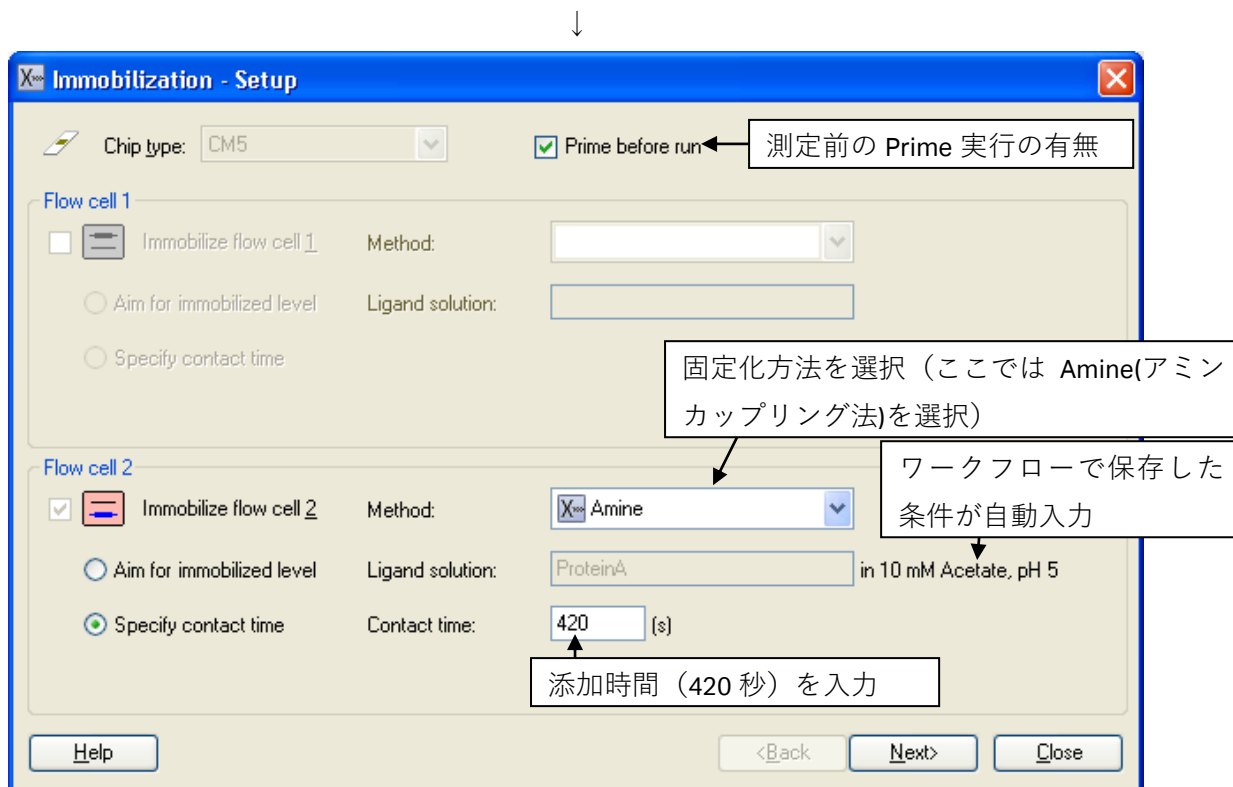 ↓
Immobilization - Setup
Chip type: CM5
Prime before run
測定前の Prime 実行の有無
Flow cell 1
Immobilize flow cell 1 Method:
Aim for immobilized level Ligand solution:
Specify contact time
固定化方法を選択（ここでは Amine(アミン
カップリング法)を選択）
Flow cell 2
ワークフローで保存した
条件が自動入力
Immobilize flow cell 2 Method: Amine
Aim for immobilized level Ligand solution: ProteinA in 10 mM Acetate, pH 5
Specify contact time Contact time: 420 (s)
添加時間（420 秒）を入力
Help <Back Next> Close